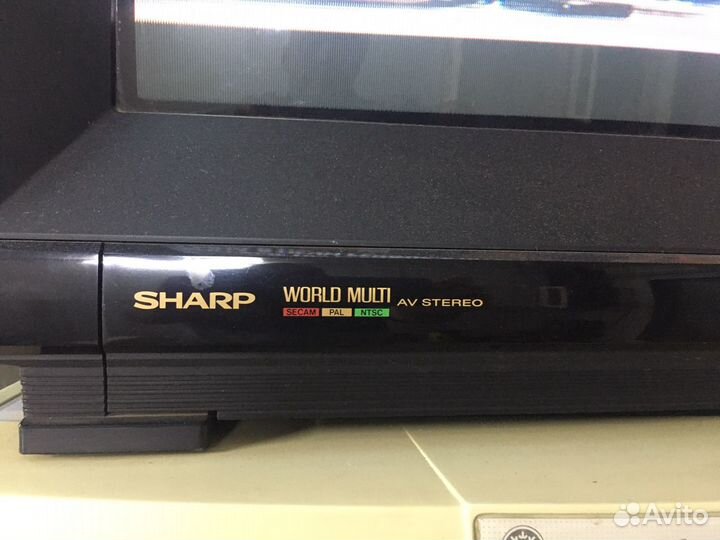 SHARP WORLD MULTI AV STEREO
SECAM PAL NTSC
Avito